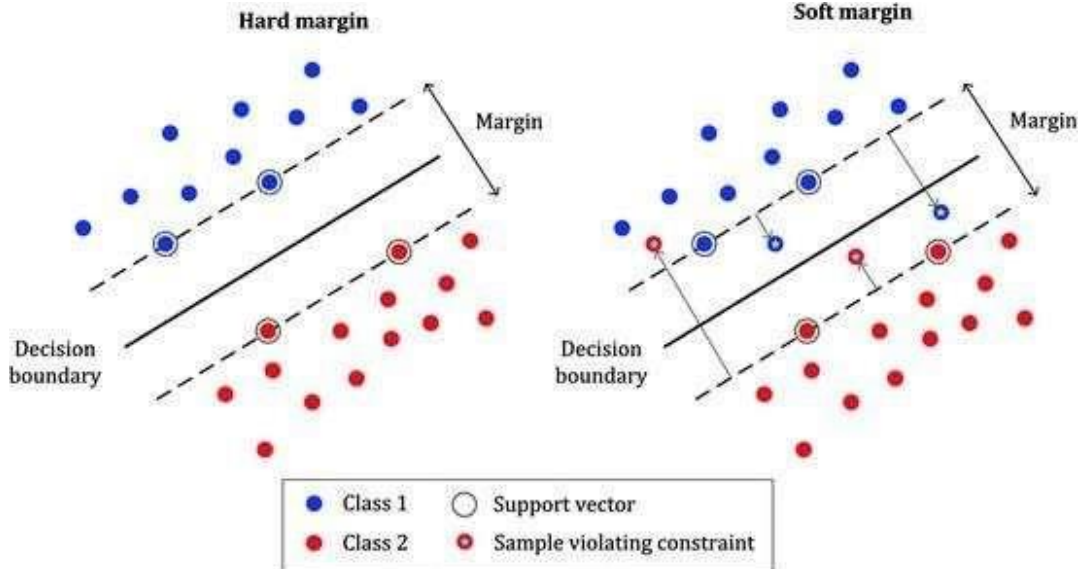 Hard margin
Margin
Decision
boundary
Soft margin
Margin
Decision
boundary
Class 1
Support vector
Class 2
Sample violating constraint